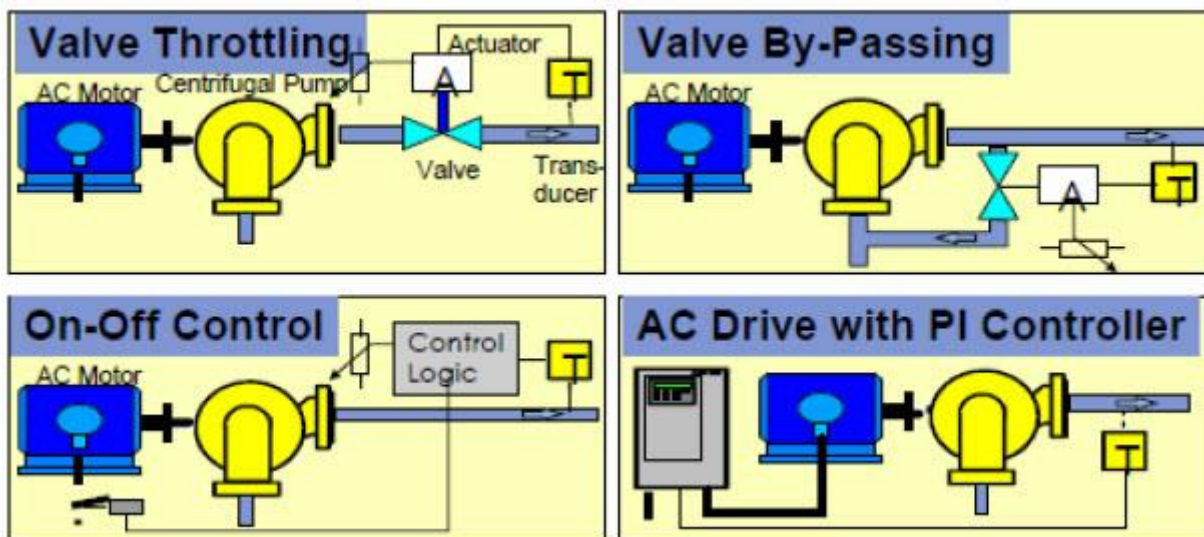 Valve Throttling
Actuator
Centrifugal Pump
AC Motor
A
T
Valve
Trans-
ducer
Valve By-Passing
AC Motor
A
T
On-Off Control
AC Motor
Control
Logic
T
AC Drive with PI Controller
T